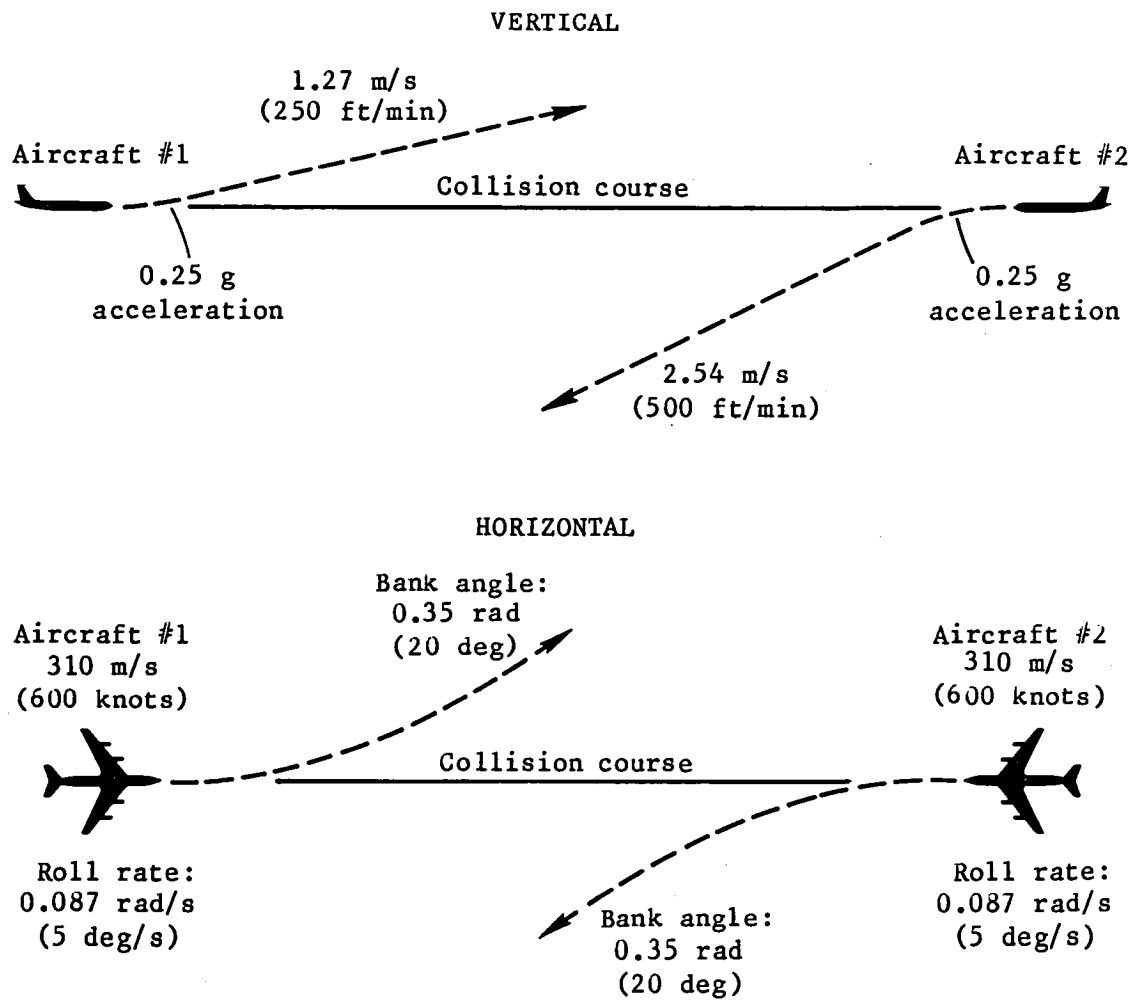 VERTICAL
1.27 m/s
(250 ft/min)
Aircraft #1
Aircraft #2
Collision course
0.25 g
acceleration
0.25 g
acceleration
2.54 m/s
(500 ft/min)
HORIZONTAL
Bank angle:
0.35 rad
(20 deg)
Aircraft #1
310 m/s
(600 knots)
Aircraft #2
310 m/s
(600 knots)
Collision course
Roll rate:
0.087 rad/s
(5 deg/s)
Roll rate:
0.087 rad/s
(5 deg/s)
Bank angle:
0.35 rad
(20 deg)